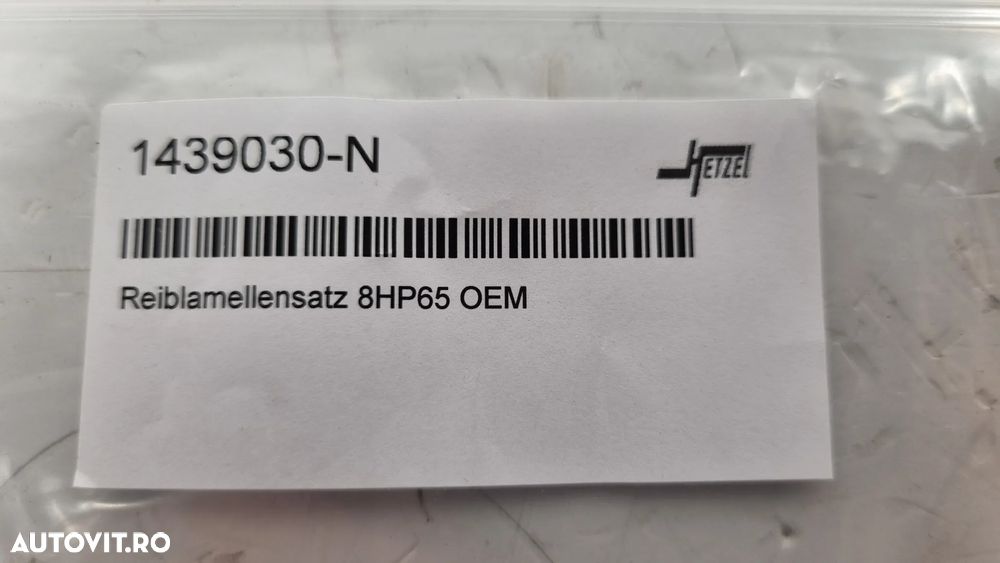 1439030-N
HETZEL
Reiblamellensatz 8HP65 OEM
AUTOVIT.RO